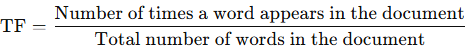 TF = Number of times a word appears in the document
Total number of words in the document